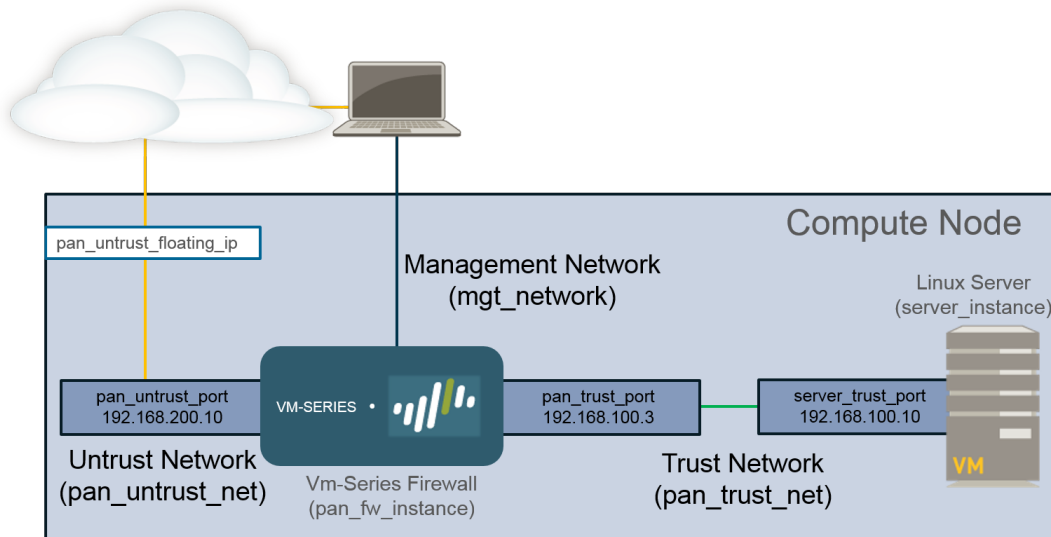 Compute Node
pan_untrust_floating_ip
Management Network
(mgt_network)
Linux Server
(server_instance)
pan_untrust_port
192.168.200.10
VM-SERIES •
pan_trust_port
192.168.100.3
server_trust_port
192.168.100.10
VM
Untrust Network
(pan_untrust_net)
Vm-Series Firewall
(pan_fw_instance)
Trust Network
(pan_trust_net)